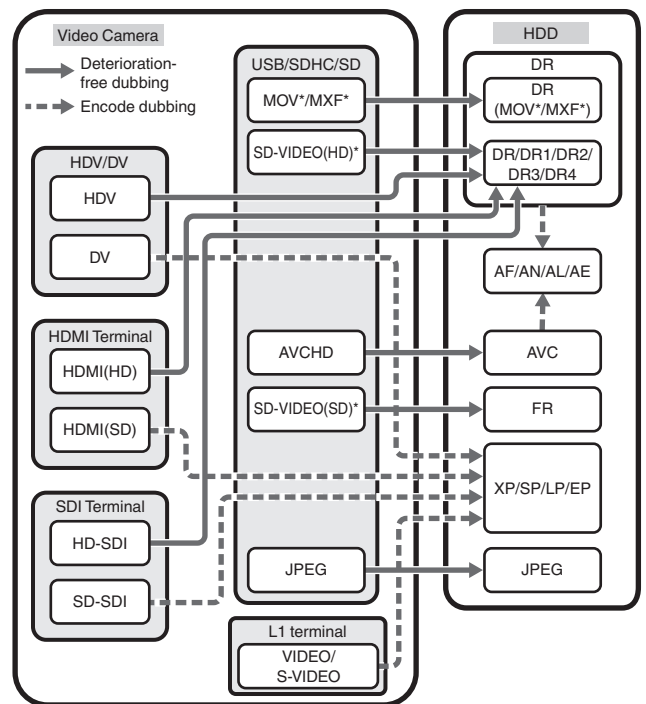 Video Camera
Deterioration-
free dubbing
Encode dubbing
HDV/DV
HDV
DV
HDMI Terminal
HDMI(HD)
HDMI(SD)
SDI Terminal
HD-SDI
SD-SDI
USB/SDHC/SD
MOV*/MXF*
SD-VIDEO(HD)*
AVCHD
SD-VIDEO(SD)*
JPEG
L1 terminal
VIDEO/
S-VIDEO
HDD
DR
DR
(MOV*/MXF*)
DR/DR1/DR2/
DR3/DR4
AF/AN/AL/AE
AVC
FR
XP/SP/LP/EP
JPEG